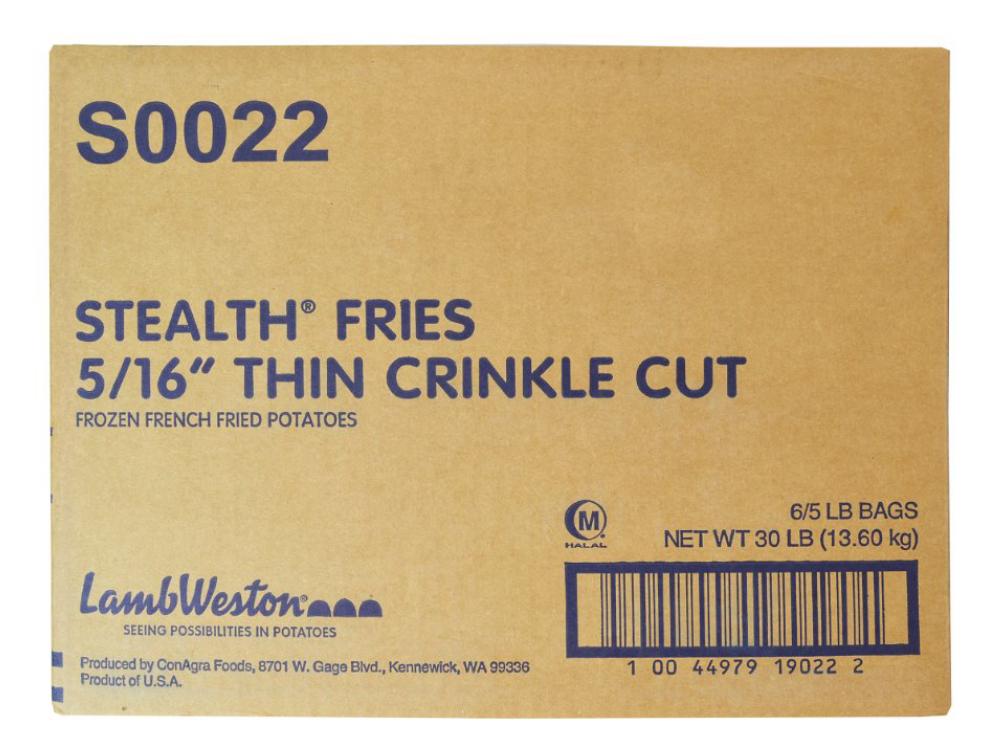 S0022
STEALTH® FRIES
5/16" THIN CRINKLE CUT
FROZEN FRENCH FRIED POTATOES
M
HALAL
6/5 LB BAGS
NET WT 30 LB (13.60 kg)
LambWeston®
SEEING POSSIBILITIES IN POTATOES
Produced by ConAgra Foods, 8701 W. Gage Blvd., Kennewick, WA 99336
Product of U.S.A.
1 00 44979 19022 2